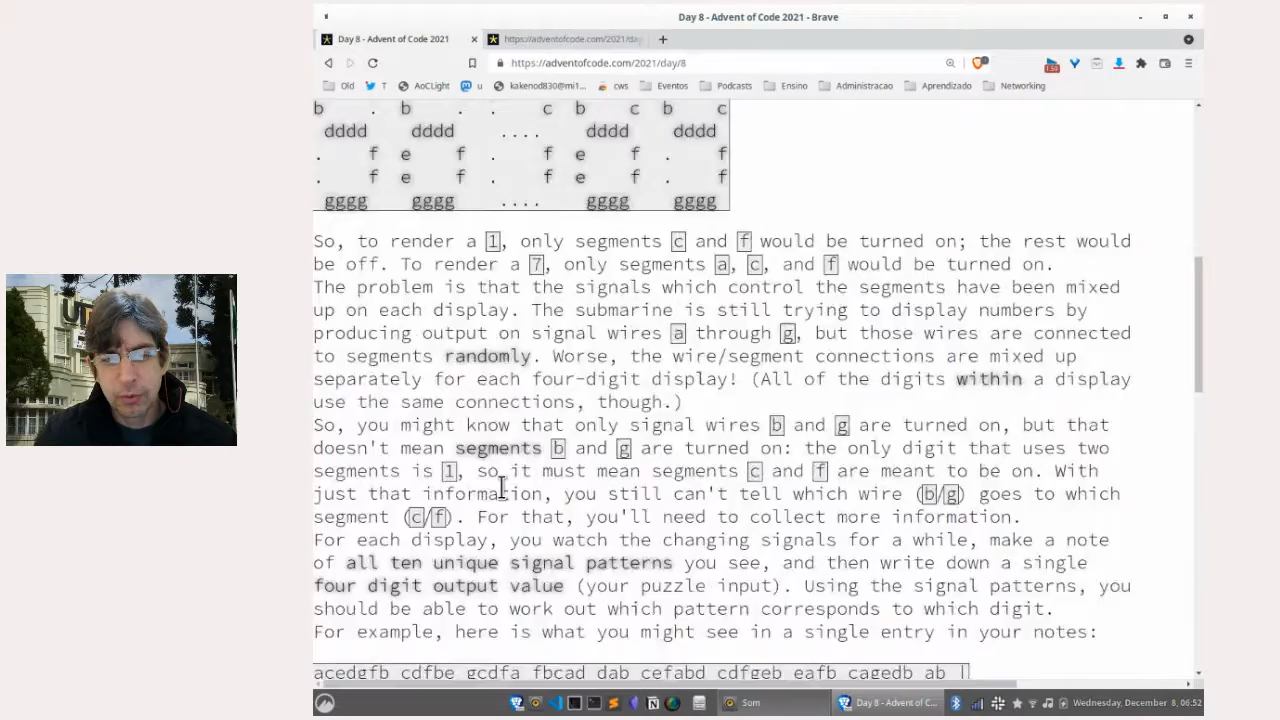 Day 8 - Advent of Code 2021 - Brave
Day 8 - Advent of Code 2021
https://adventofcode.com/2021/da
https://adventofcode.com/2021/day/8
Old T AoCLight u kakenod830@mi1... cws Eventos Podcasts Ensino Administracao Aprendizado Networking
b . b . . c b c b c
dddd dddd .... dddd dddd
. f e f . f e f . f
. f e f . f e f . f
gggg gggg .... gggg gggg
So, to render a 1, only segments c and f would be turned on; the rest would
be off. To render a 7, only segments a, c, and f would be turned on.
The problem is that the signals which control the segments have been mixed
up on each display. The submarine is still trying to display numbers by
producing output on signal wires a through g, but those wires are connected
to segments randomly. Worse, the wire/segment connections are mixed up
separately for each four-digit display! (All of the digits within a display
use the same connections, though.)
So, you might know that only signal wires b and g are turned on, but that
doesn't mean segments b and g are turned on: the only digit that uses two
segments is 1, so it must mean segments c and f are meant to be on. With
just that information, you still can't tell which wire (b/g) goes to which
segment (c/f). For that, you'll need to collect more information.
For each display, you watch the changing signals for a while, make a note
of all ten unique signal patterns you see, and then write down a single
four digit output value (your puzzle input). Using the signal patterns, you
should be able to work out which pattern corresponds to which digit.
For example, here is what you might see in a single entry in your notes:
acedgfb cdfbe gcdfa fbcad dab cefabd cdfgeb eafb cagedb ab |
Som Day 8 - Advent of C... Wednesday, December 8, 06:52